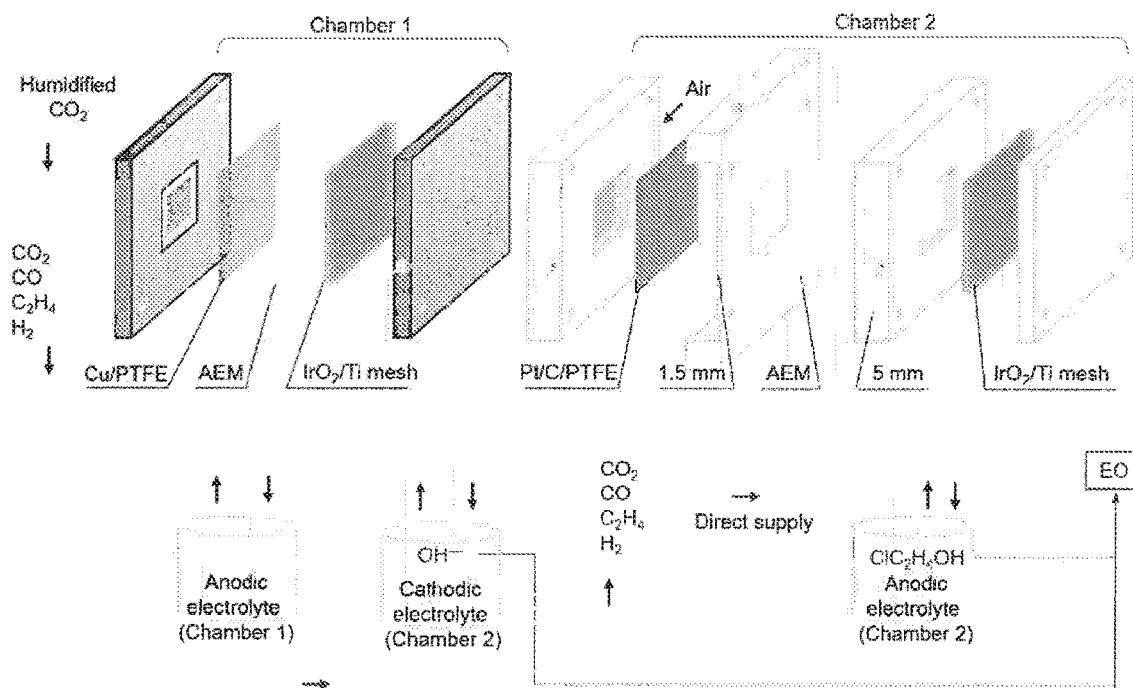 Chamber 1
Chamber 2
Humidified
CO₂
Air
CO₂
CO
C₂H₄
H₂
Cu/PTFE
AEM
IrO₂/Ti mesh
Pt/C/PTFE
1.5 mm
AEM
5 mm
IrO₂/Ti mesh
CO₂
CO
C₂H₄
H₂
Direct supply
EO
Anodic
electrolyte
(Chamber 1)
OH⁻
Cathodic
electrolyte
(Chamber 2)
ClC₂H₄OH
Anodic
electrolyte
(Chamber 2)